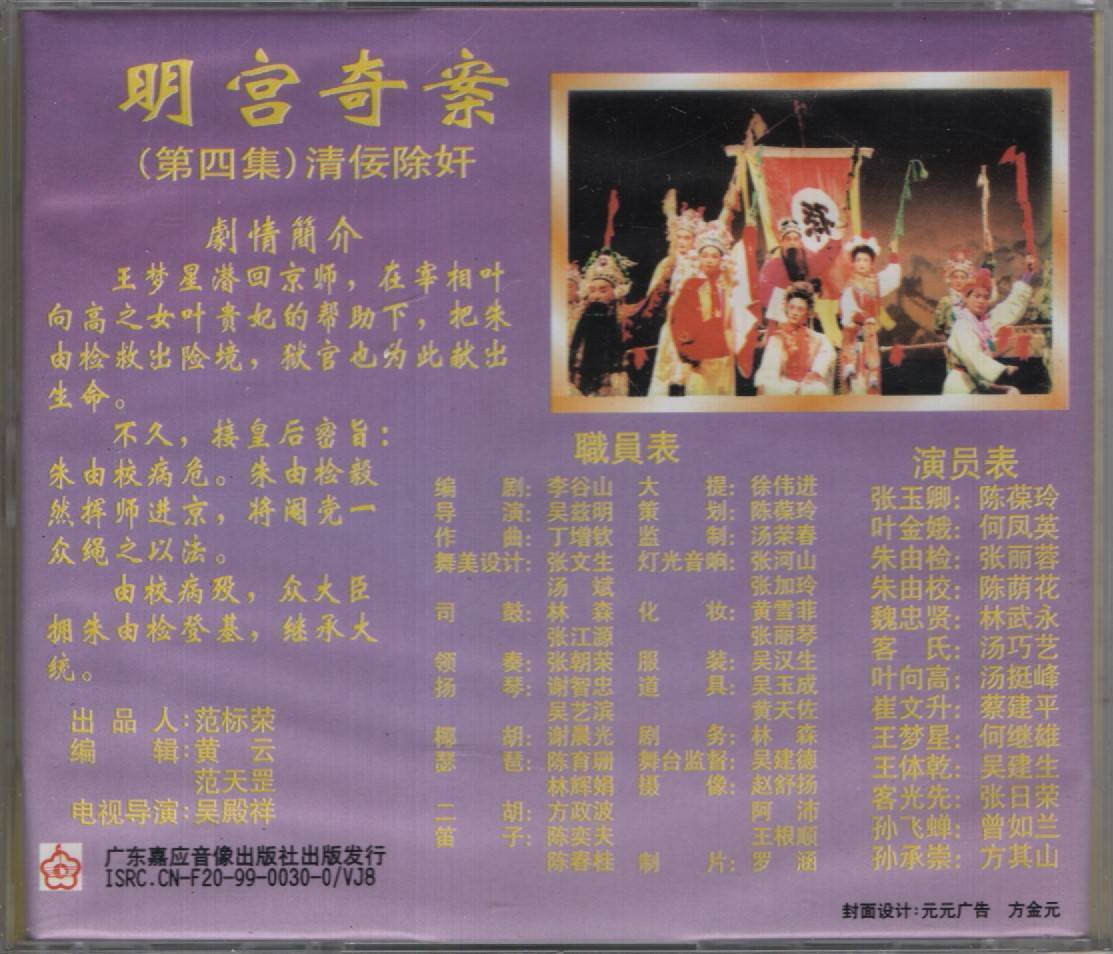 明宫奇案
(第四集)清佞除奸
劇情簡介
王梦星潜回京师，在宰相叶
向高之女叶贵妃的帮助下，把朱
由检救出险境，狱官也为此献出
生命。
不久，接皇后密旨：
朱由校病危。朱由检毅
然挥师进京，将阉党一
众绳之以法。
由校病殁，众大臣
拥朱由检登基，继承大
统。
出品人:范标荣
编辑:黄云
范天罡
电视导演:吴殿祥
广东嘉应音像出版社出版发行
ISRC.CN-F20-99-0030-0/VJ8
孫
職員表
编剧:李谷山 大提:徐伟进
导演:吴兹明 策划:陈葆玲
作曲:丁增钦 监制:汤荣春
舞美设计:张文生 灯光音响:张河山
汤斌 张加玲
司鼓:林森 化妆:黄雪菲
张江源 张丽琴
领奏:张朝荣 服装:吴汉生
扬琴:谢智忠 道具:吴玉成
吴艺滨 黄天佐
椰胡:谢晨光 剧务:林森
瑟琶:陈育珊 舞台监督:吴建德
林辉娟 摄像:赵舒扬
二胡:方政波 阿沛
笛子:陈奕夫 王根顺
陈春桂 制片:罗涵
演员表
张玉卿:陈葆玲
叶金娥:何凤英
朱由检:张丽蓉
朱由校:陈荫花
魏忠贤:林武永
客氏:汤巧艺
叶向高:汤挺峰
崔文升:蔡建平
王梦星:何继雄
王体乾:吴建生
客光先:张日荣
孙飞蝉:曾如兰
孙承崇:方其山
封面设计:元元广告 方金元